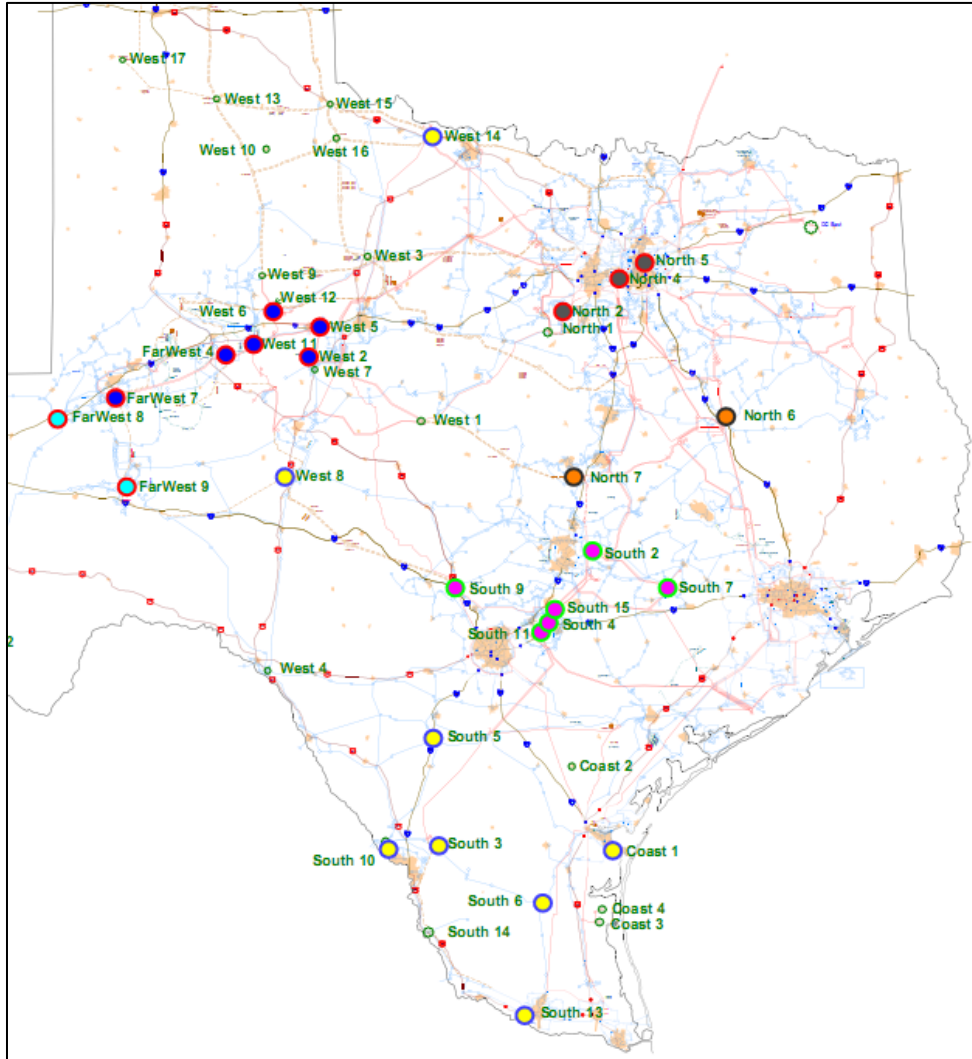 West 17
West 13
West 15
West 14
West 10
West 16
West 3
North 5
North 4
West 9
West 12
West 6
North 2
West 5
North 1
West 11
FarWest 4
West 2
West 7
FarWest 7
FarWest 8
West 1
North 6
FarWest 9
West 8
North 7
South 2
South 9
South 7
South 15
South 4
South 11
West 4
2
South 5
Coast 2
South 3
South 10
Coast 1
South 6
Coast 4
Coast 3
South 14
South 13